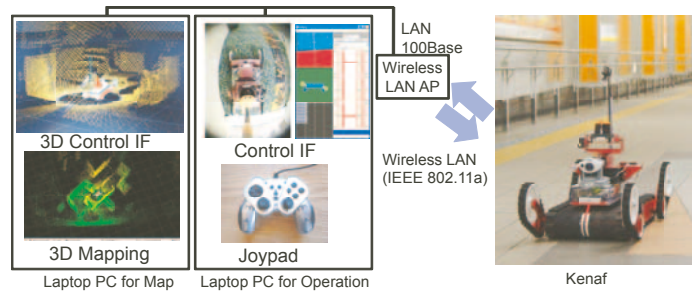 LAN
100Base
Wireless
LAN AP
3D Control IF
Control IF
Wireless LAN
(IEEE 802.11a)
3D Mapping
Joypad
Laptop PC for Map
Laptop PC for Operation
Kenaf